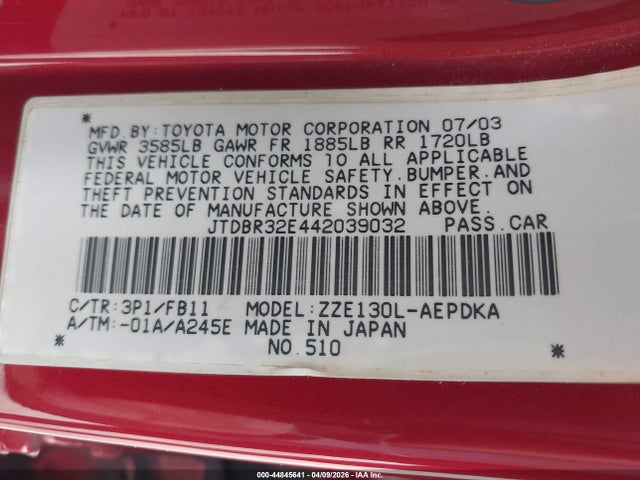 *
MFD.BY:TOYOTA MOTOR CORPORATION 07/03
GVWR 3585LB GAWR FR 1885LB RR 1720LB
THIS VEHICLE CONFORMS TO ALL APPLICABLE
FEDERAL MOTOR VEHICLE SAFETY.BUMPER.AND
THEFT PREVENTION STANDARDS IN EFFECT ON
THE DATE OF MANUFACTURE SHOWN ABOVE. *
JTDBR32E442039032 PASS.CAR
C/TR:3P1/FB11 MODEL:ZZE130L-AEPDKA
A/TM:-01A/A245E MADE IN JAPAN
* NO.510 *
000-44845641 - 04/09/2026 - IAA Inc.